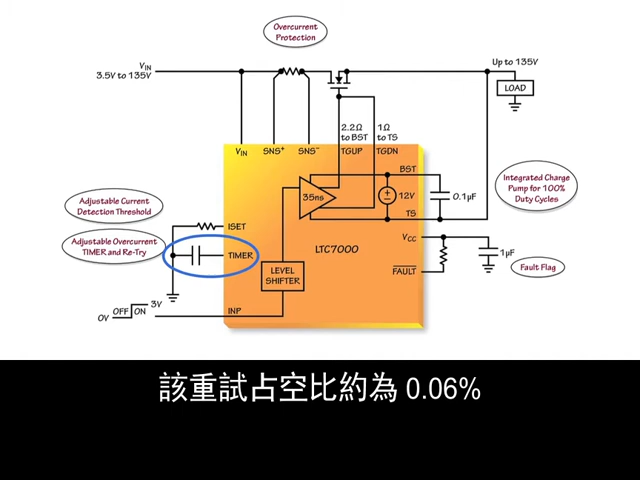 Overcurrent
Protection
VIN
3.5V to 135V
Up to 135V
LOAD
2.2Ω
to BST
1Ω
to TS
VIN
SNS+
SNS−
TGUP
TGDN
BST
35ns
12V
0.1µF
TS
Integrated Charge
Pump for 100%
Duty Cycles
Adjustable Current
Detection Threshold
ISET
Adjustable Overcurrent
TIMER and Re-Try
TIMER
LTC7000
VCC
1µF
FAULT
Fault Flag
LEVEL
SHIFTER
3V
OFF
ON
0V
INP
該重試占空比約為 0.06%